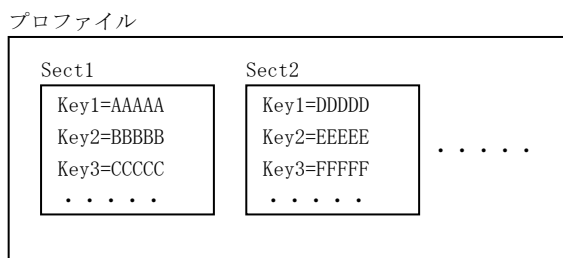 プロファイル
Sect1
Key1=AAAAA
Key2=BBBBB
Key3=CCCCC
・・・・・
Sect2
Key1=DDDDD
Key2=EEEEE
Key3=FFFFF
・・・・・
・・・・・